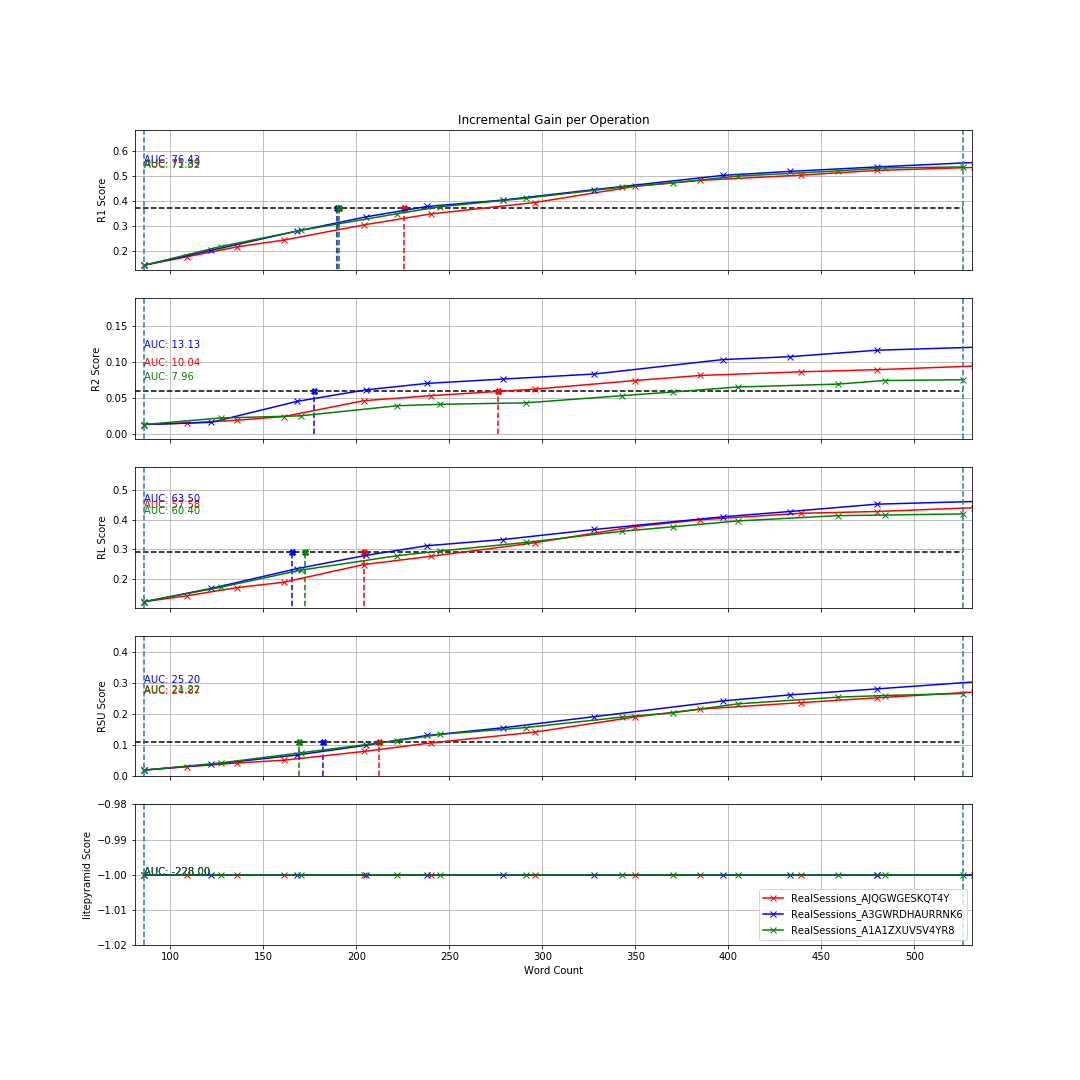 Incremental Gain per Operation
R1 Score
0.6
0.5
0.4
0.3
0.2
AUC: 76.43
R2 Score
0.15
0.10
0.05
0.00
AUC: 13.13
AUC: 10.04
AUC: 7.96
RL Score
0.5
0.4
0.3
0.2
AUC: 63.50
AUC: 57.58
AUC: 60.40
RSU Score
0.4
0.3
0.2
0.1
0.0
AUC: 25.20
litepyramid Score
−0.98
−0.99
−1.00
−1.01
−1.02
AUC: -228.00
RealSessions_AJQGWGESKQT4Y
RealSessions_A3GWRDHAURRNK6
RealSessions_A1A1ZXUVSV4YR8
100 150 200 250 300 350 400 450 500
Word Count